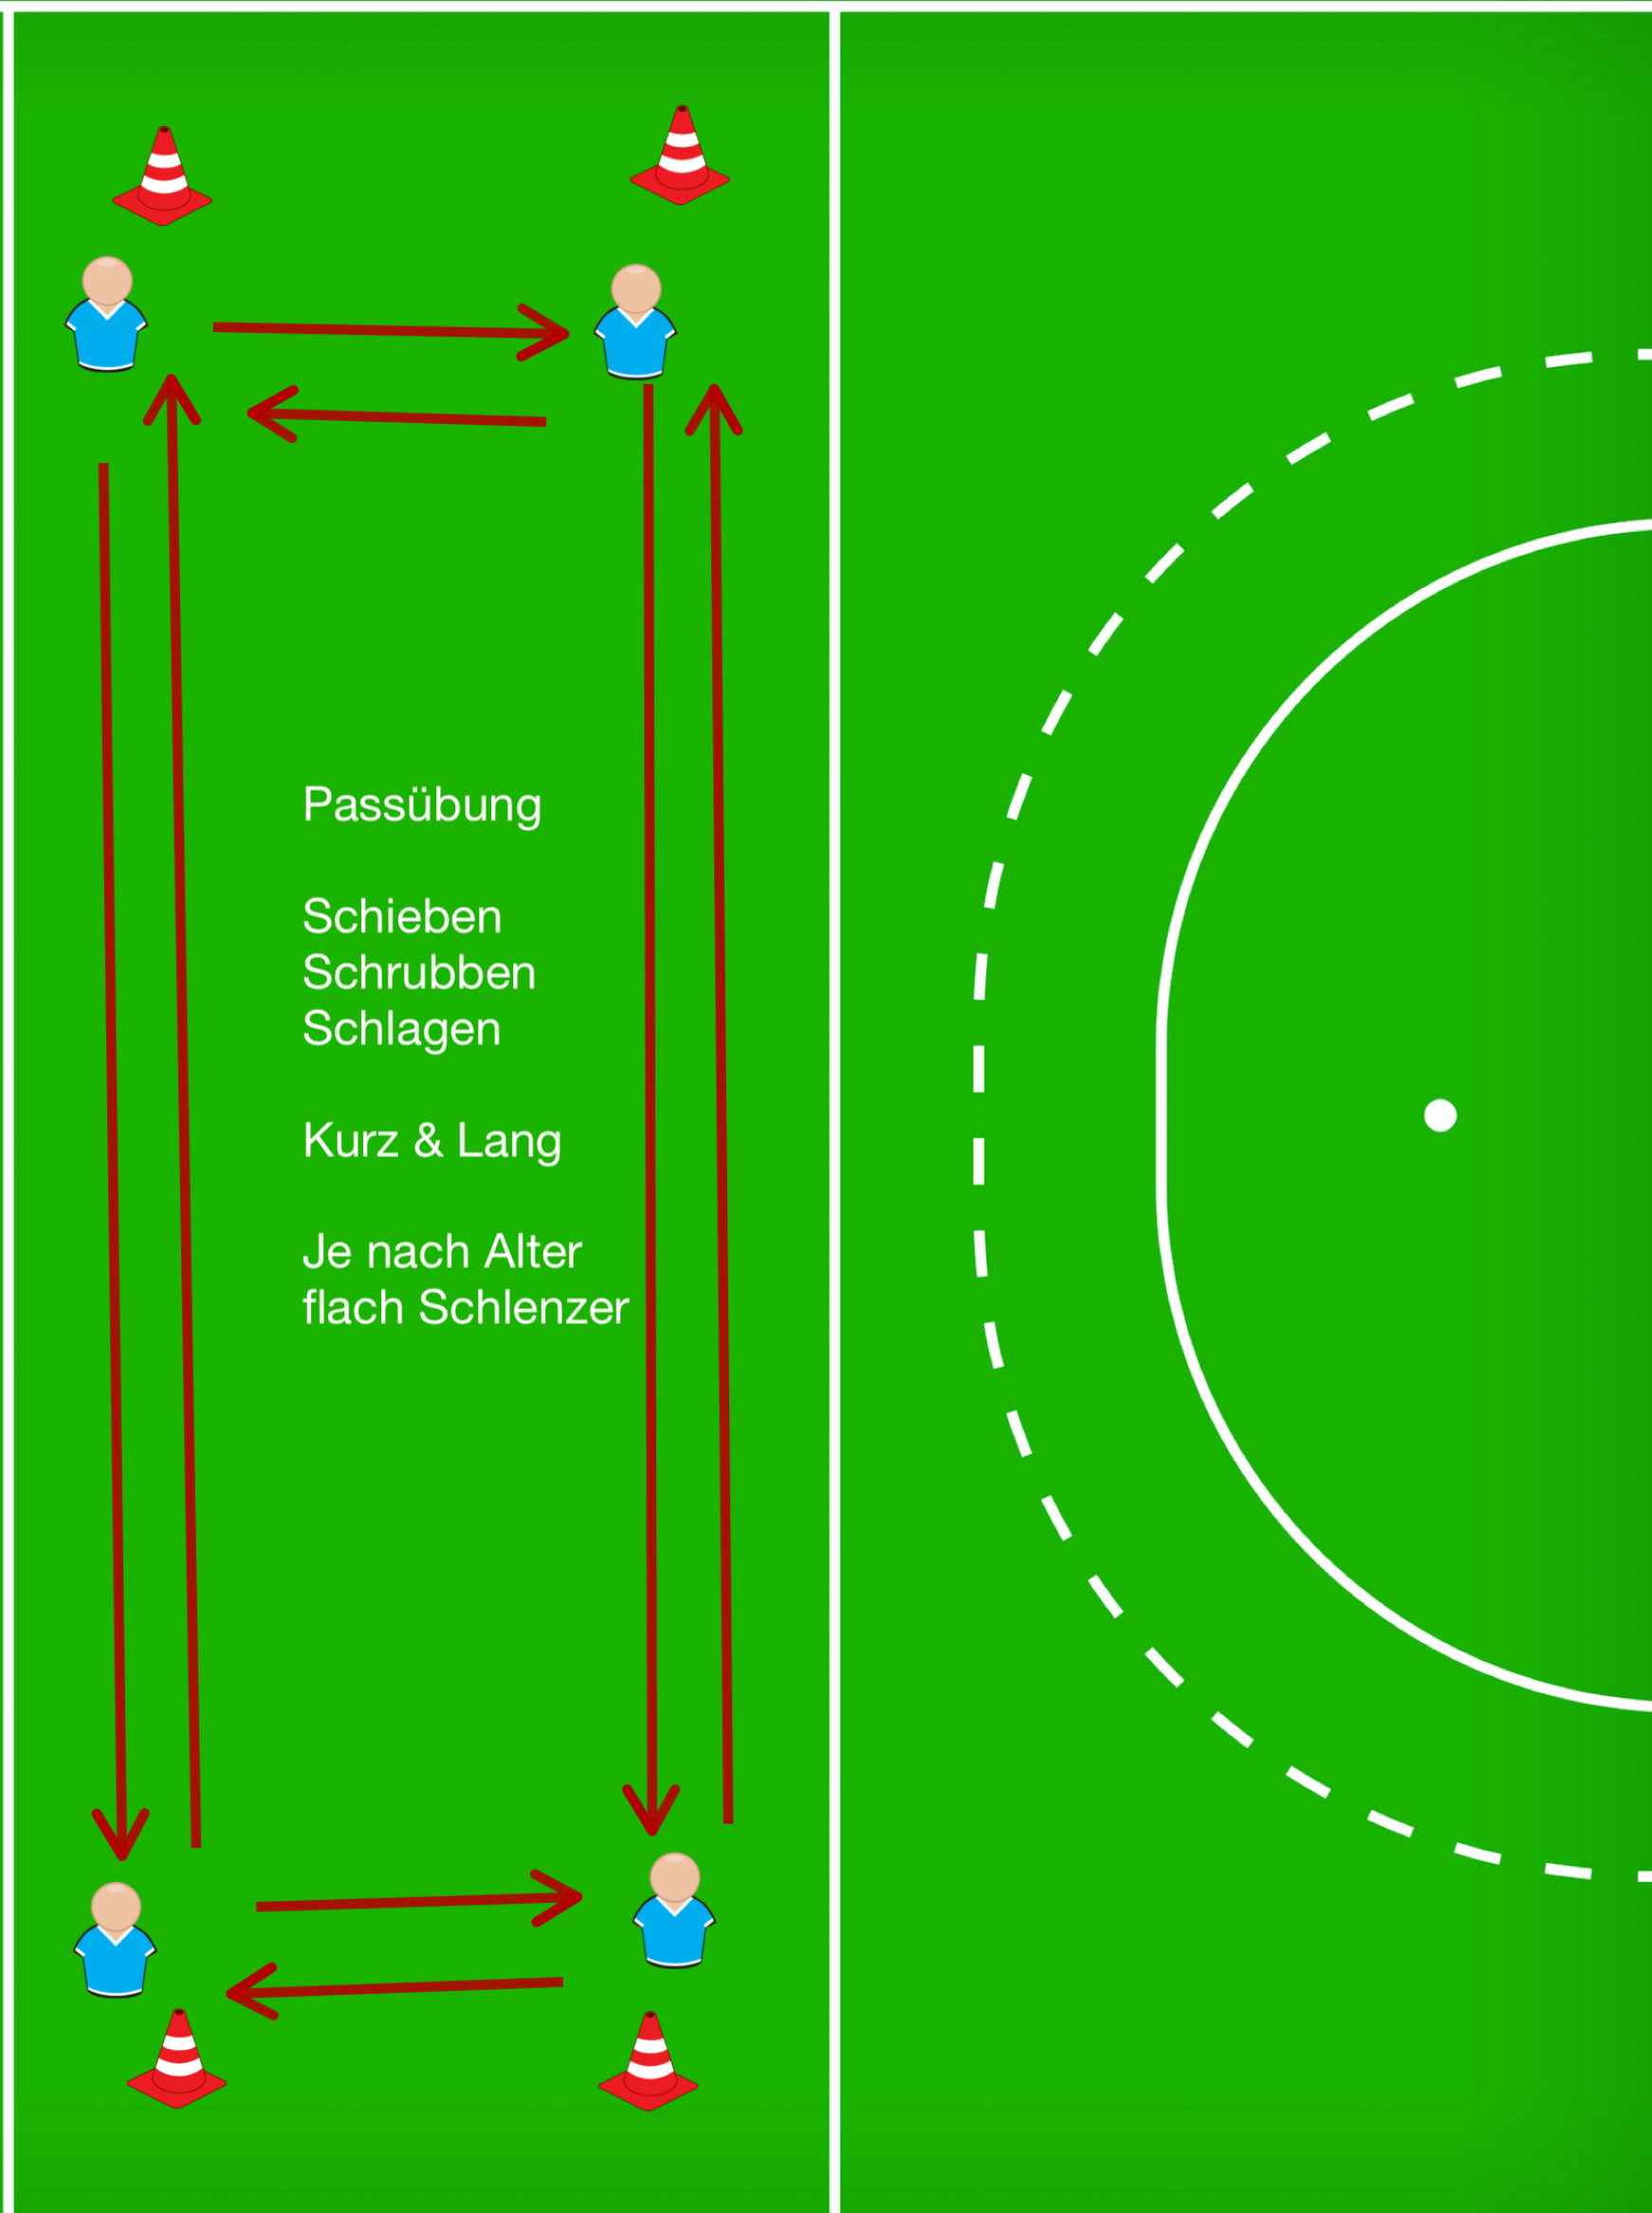 Passübung
Schieben
Schrubben
Schlagen
Kurz & Lang
Je nach Alter
flach Schlenzer